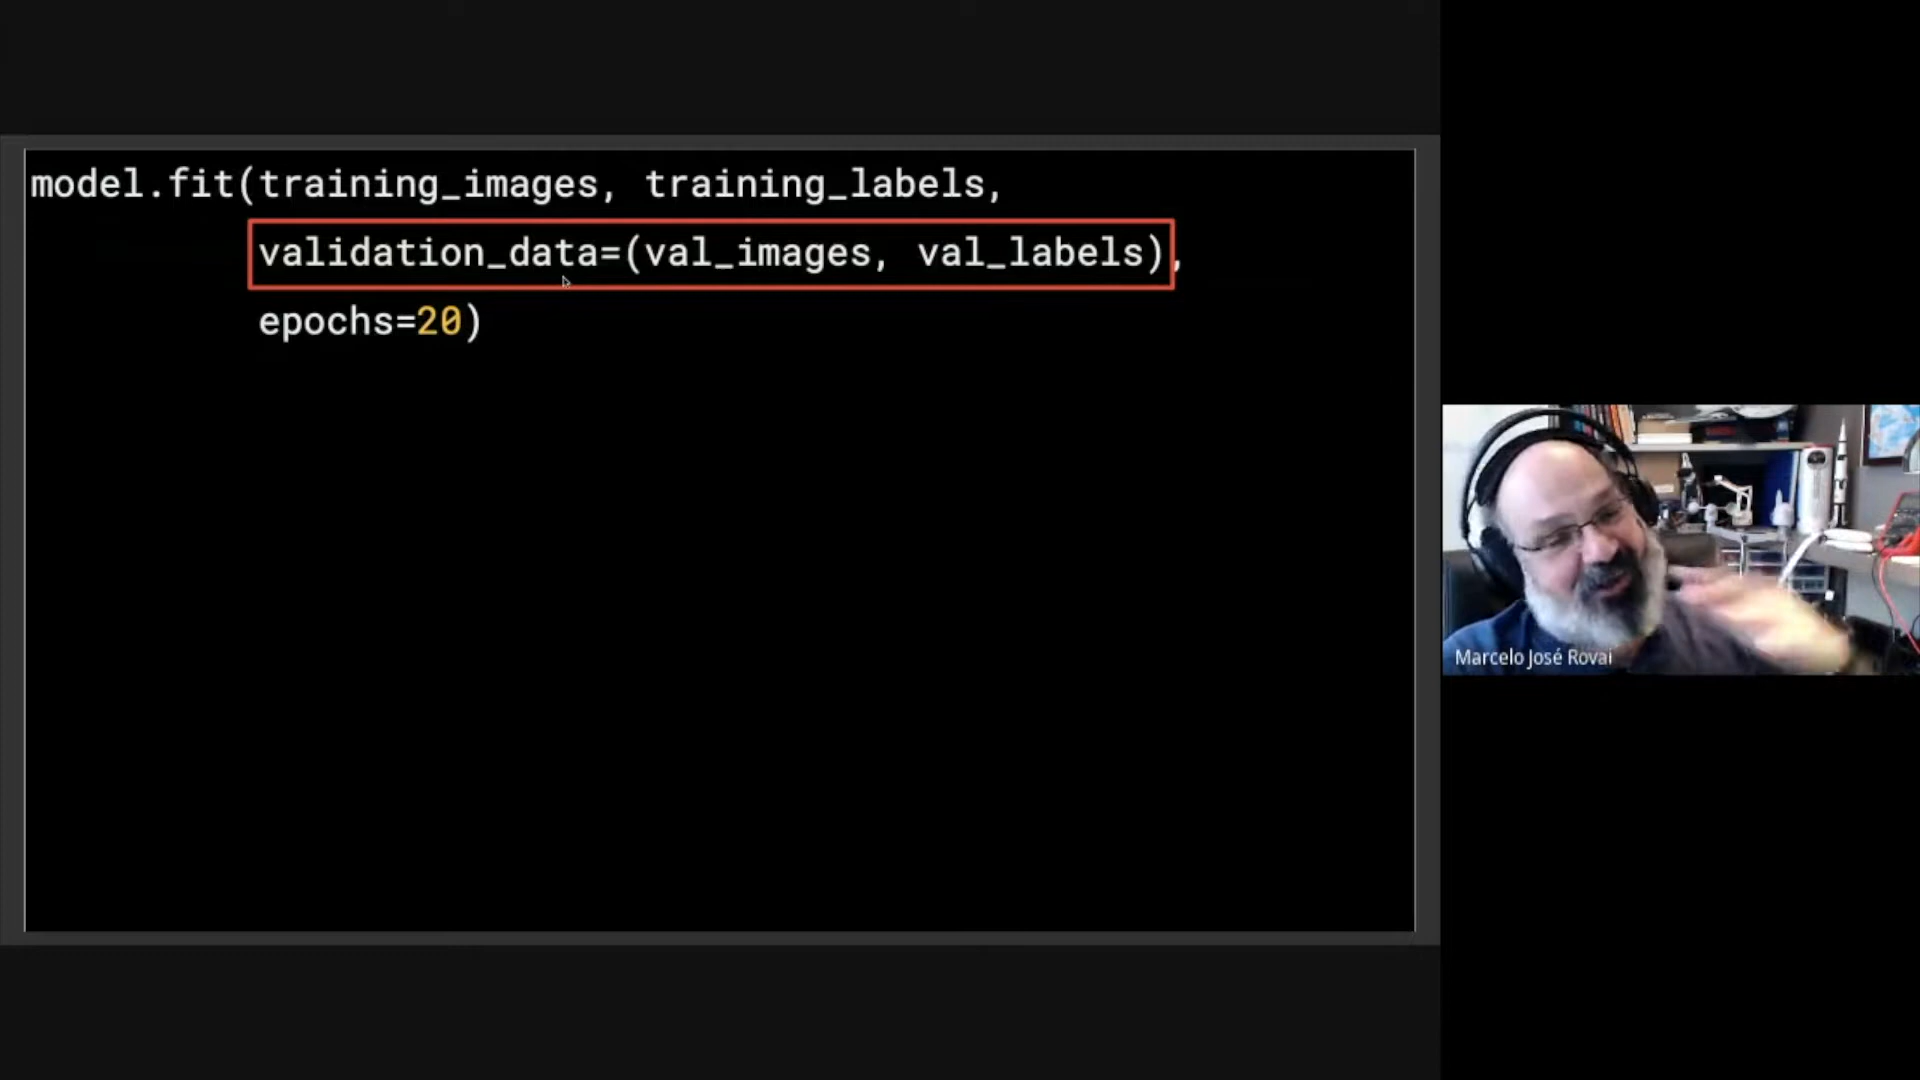 model.fit(training_images, training_labels,
validation_data=(val_images, val_labels),
epochs=20)
Marcelo José Rovai